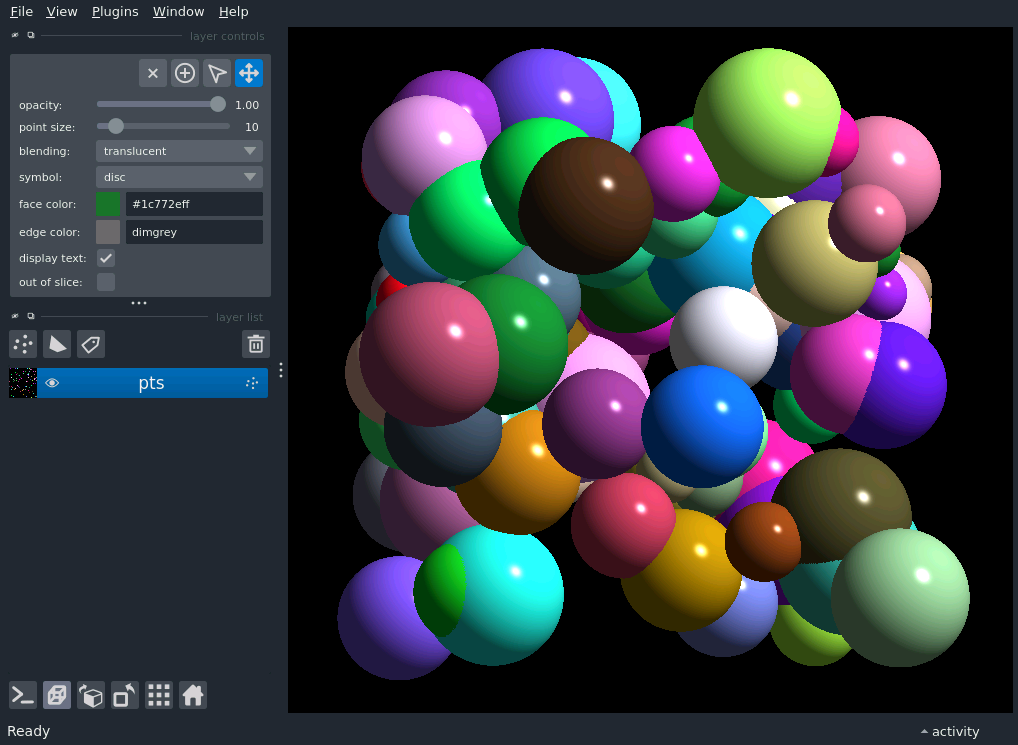 File View Plugins Window Help
layer controls
opacity: 1.00
point size: 10
blending: translucent
symbol: disc
face color: #1c772eff
edge color: dimgrey
display text:
out of slice:
layer list
pts
Ready activity